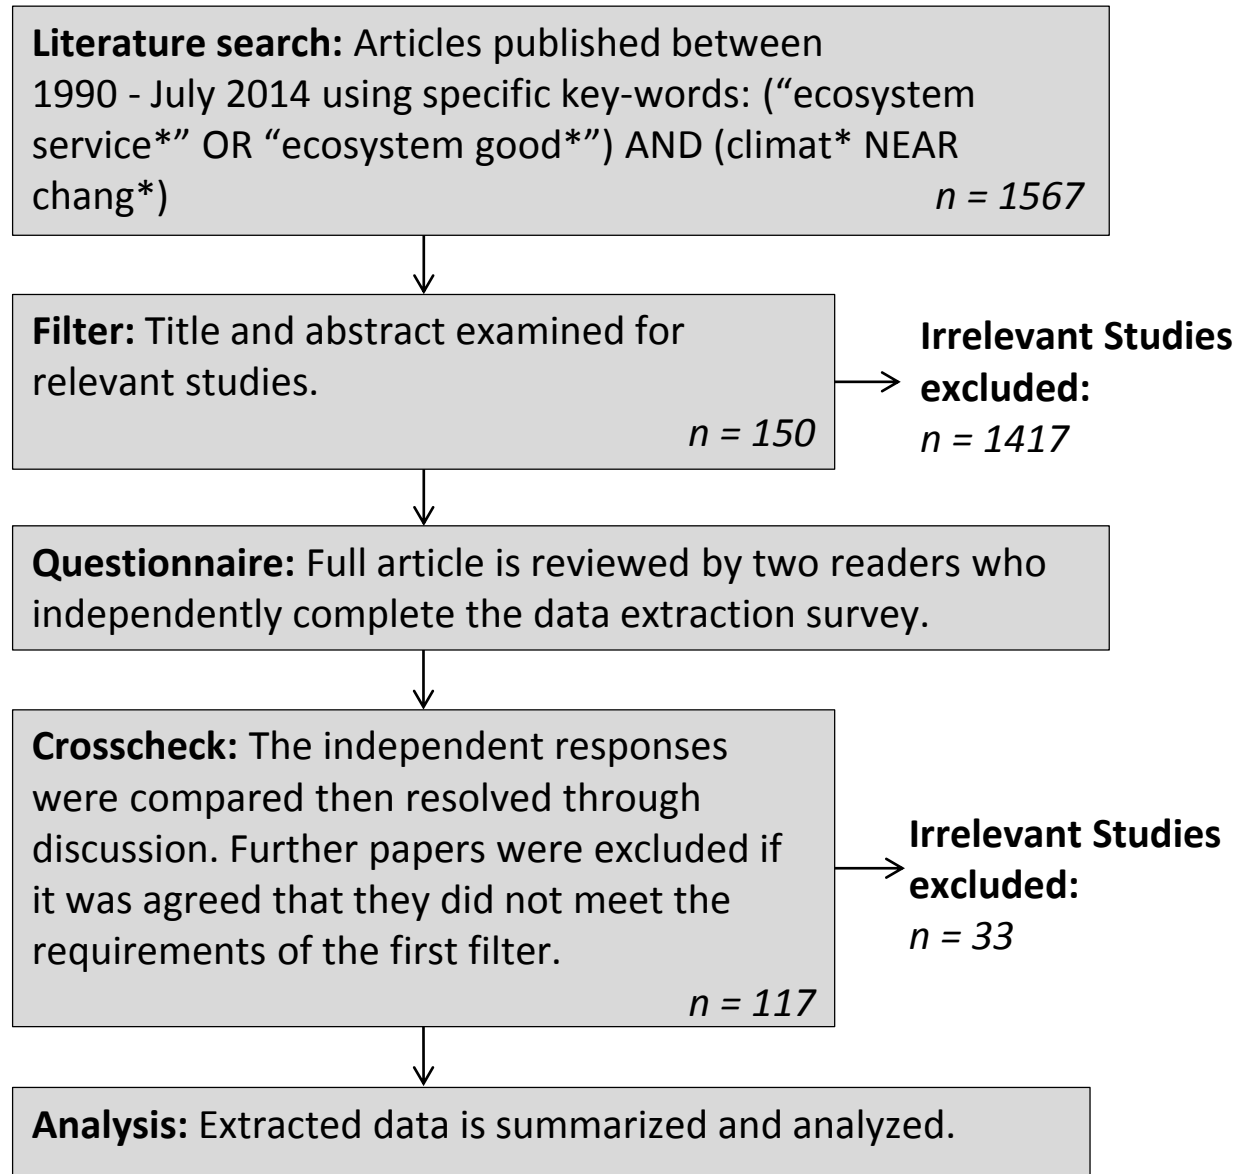 Literature search: Articles published between
1990 - July 2014 using specific key-words: (“ecosystem
service*” OR “ecosystem good*”) AND (climat* NEAR
chang*)
n = 1567
Filter: Title and abstract examined for
relevant studies.
n = 150
Irrelevant Studies
excluded:
n = 1417
Questionnaire: Full article is reviewed by two readers who
independently complete the data extraction survey.
Crosscheck: The independent responses
were compared then resolved through
discussion. Further papers were excluded if
it was agreed that they did not meet the
requirements of the first filter.
n = 117
Irrelevant Studies
excluded:
n = 33
Analysis: Extracted data is summarized and analyzed.